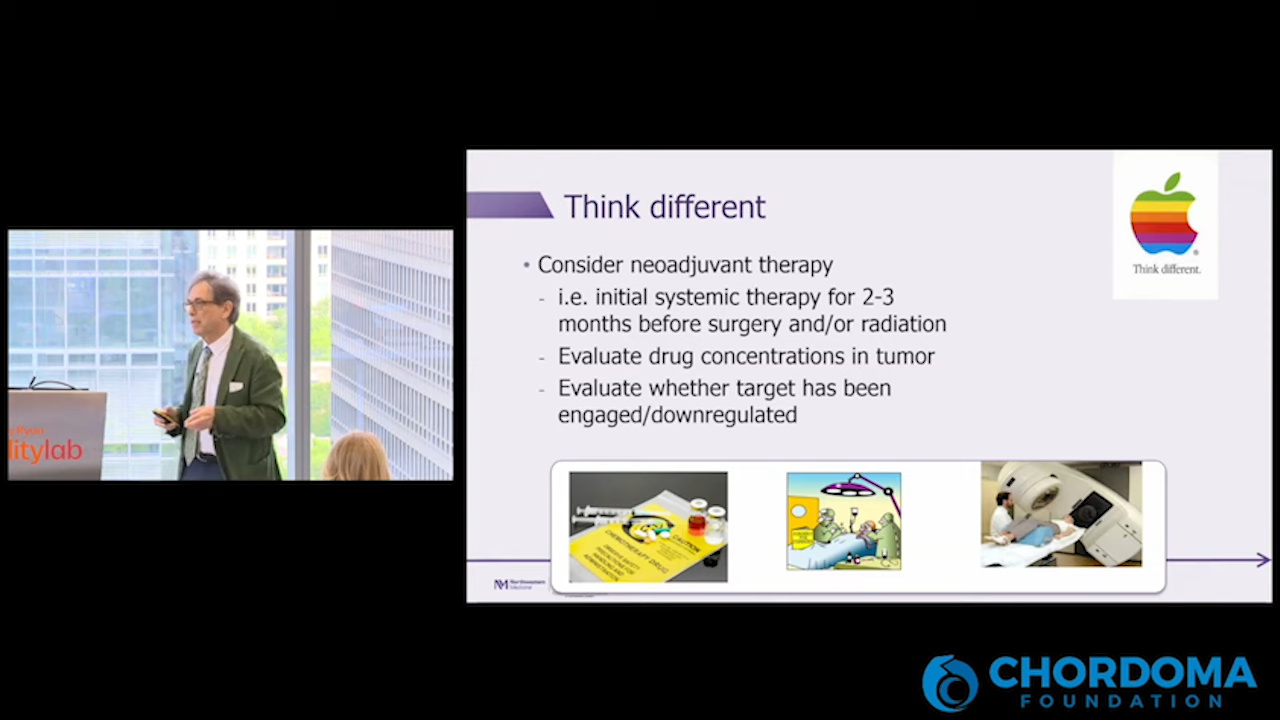 Think different
Think different.
• Consider neoadjuvant therapy
- i.e. initial systemic therapy for 2-3
months before surgery and/or radiation
- Evaluate drug concentrations in tumor
- Evaluate whether target has been
engaged/downregulated
litylab
CAUTION
CHEMOTHERAPY DRUG
NM Northwestern
Medicine
CHORDOMA
FOUNDATION